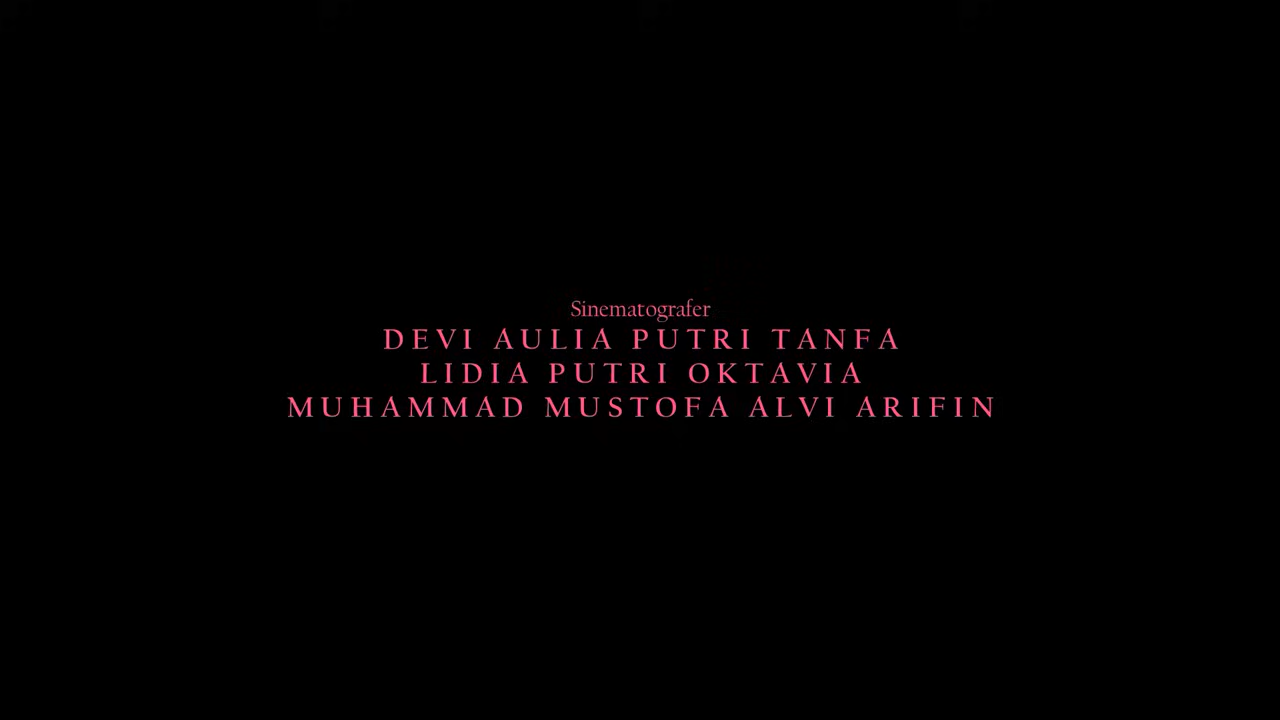 Sinematografer
DEVI AULIA PUTRI TANFA
LIDIA PUTRI OKTAVIA
MUHAMMAD MUSTOFA ALVI ARIFIN